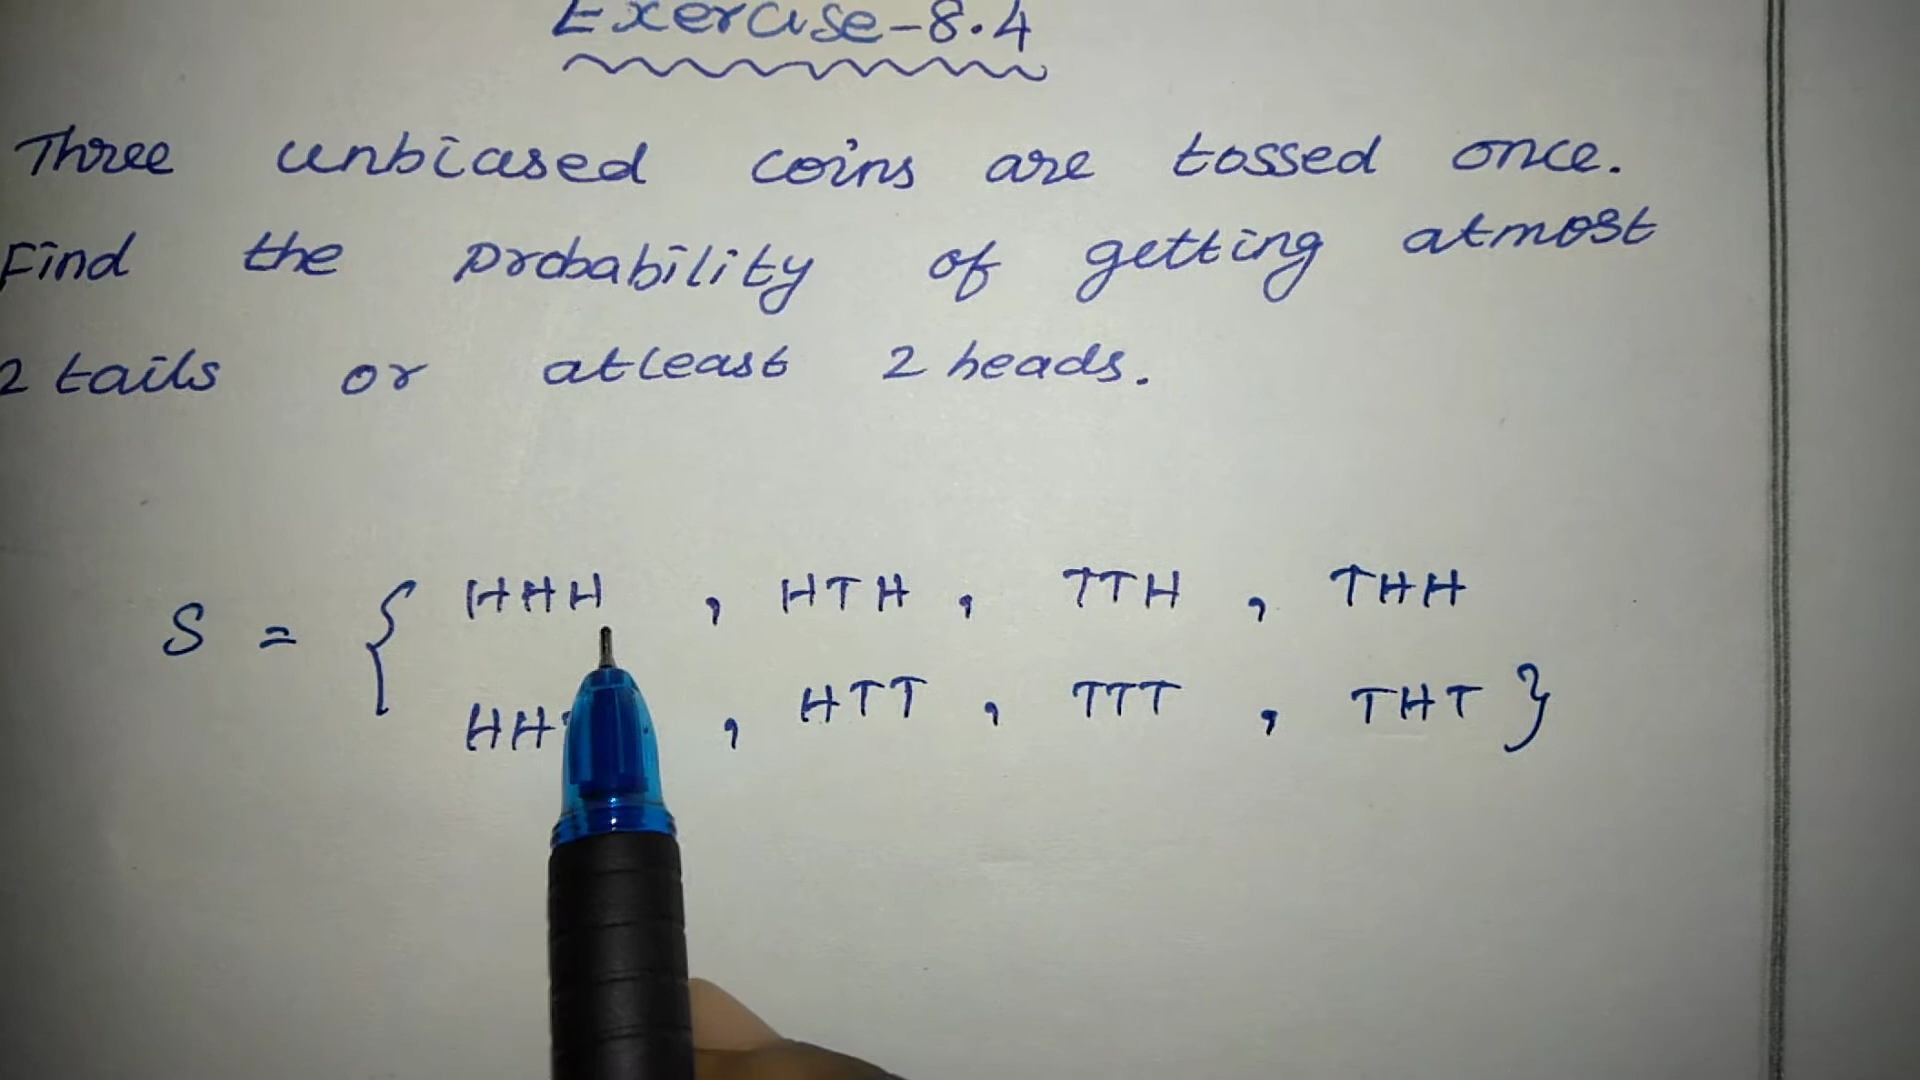 Exercise-8.4
Three unbiased coins are tossed once.
Find the probability of getting atmost
2 tails or atleast 2 heads.
S = { HHH , HTH , TTH , THH
HH , HTT , TTT , THT }